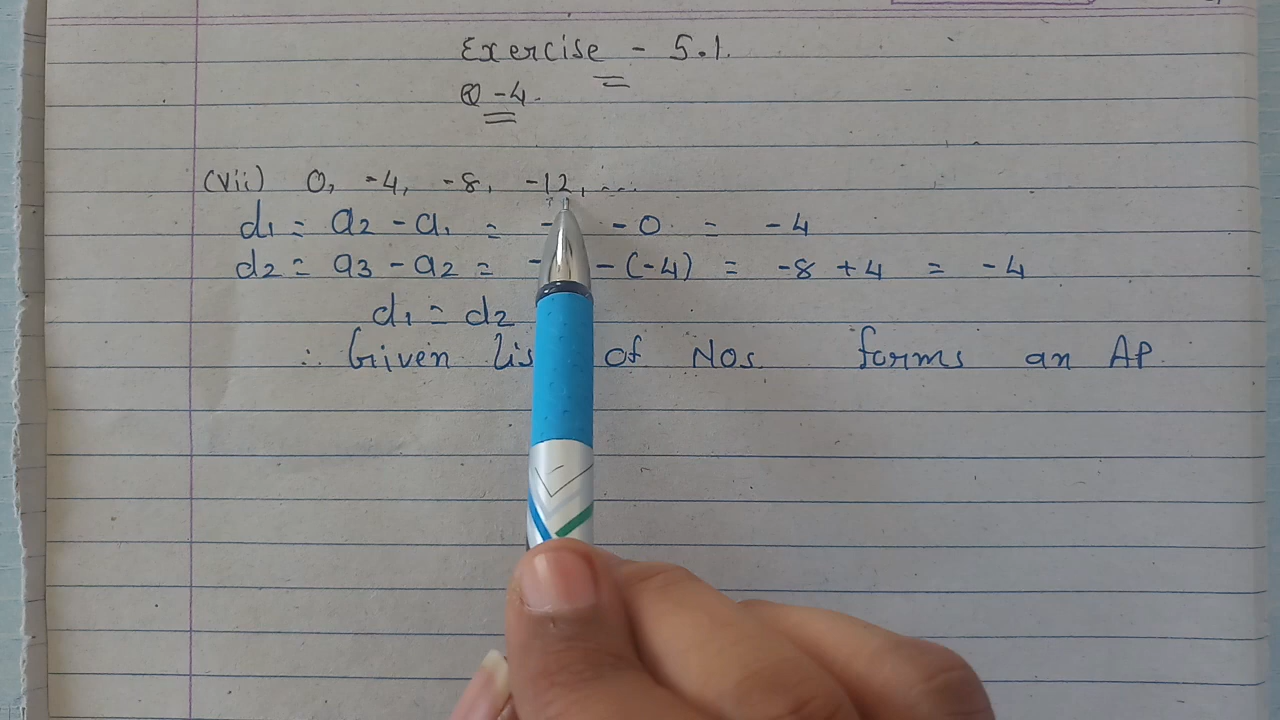 Exercise - 5.1.
Q -4.
(vii) 0, -4, -8, -12, ....
d1 = a2 - a1 = - - 0 = -4
d2 = a3 - a2 = - - (-4) = -8 + 4 = -4
d1 = d2
∴ Given lis of Nos. forms an AP.